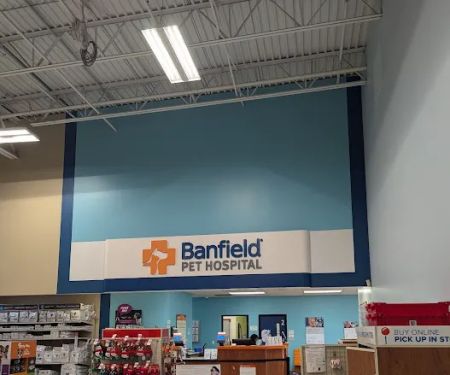 Banfield
PET HOSPITAL
BUY ONLINE
PICK UP IN ST